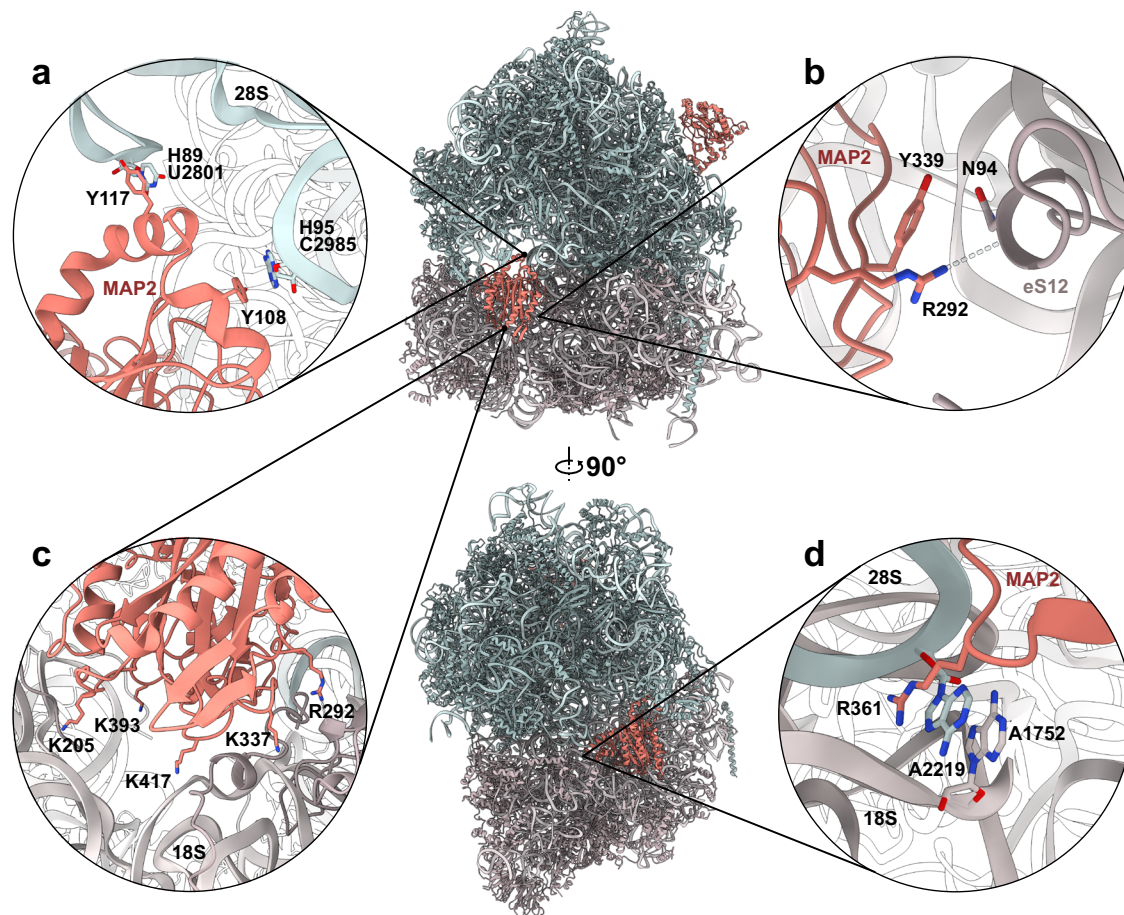 a
28S
H89
U2801
Y117
H95
C2985
MAP2
Y108
b
MAP2
Y339
N94
eS12
R292
90°
c
K393
R292
K205
K337
K417
18S
d
28S
MAP2
R361
A1752
A2219
18S